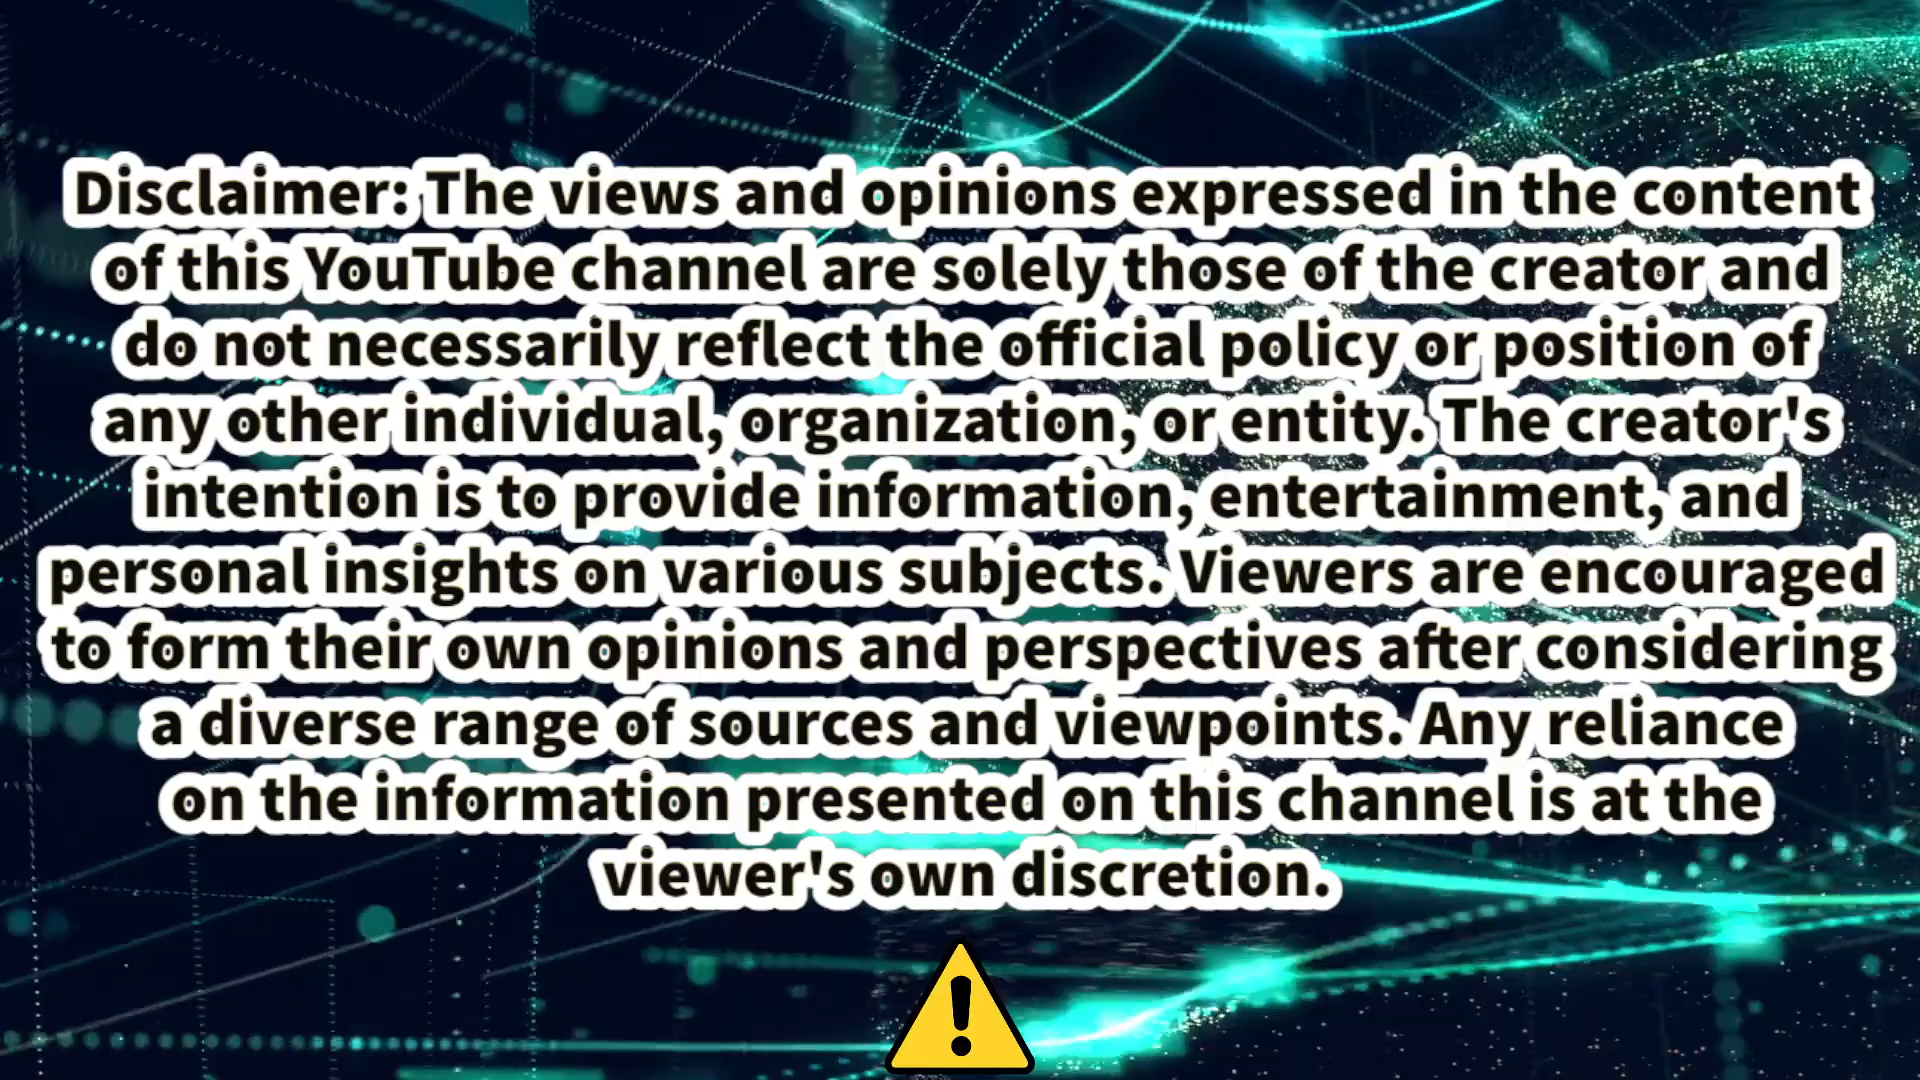 Disclaimer: The views and opinions expressed in the content
of this YouTube channel are solely those of the creator and
do not necessarily reflect the official policy or position of
any other individual, organization, or entity. The creator's
intention is to provide information, entertainment, and
personal insights on various subjects. Viewers are encouraged
to form their own opinions and perspectives after considering
a diverse range of sources and viewpoints. Any reliance
on the information presented on this channel is at the
viewer's own discretion.